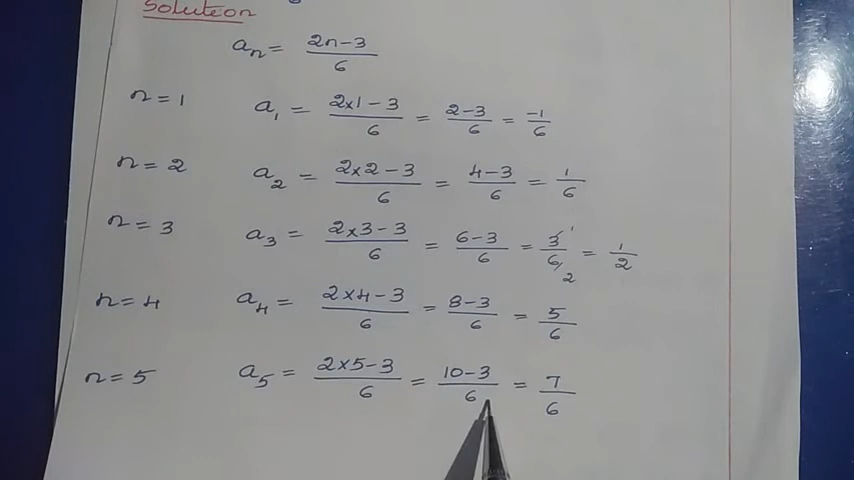 Solution
aₙ = (2n-3)/6
n=1 a₁ = (2×1-3)/6 = (2-3)/6 = -1/6
n=2 a₂ = (2×2-3)/6 = (4-3)/6 = 1/6
n=3 a₃ = (2×3-3)/6 = (6-3)/6 = 3̸ ¹/6̸ ₂ = 1/2
n=4 a₄ = (2×4-3)/6 = (8-3)/6 = 5/6
n=5 a₅ = (2×5-3)/6 = (10-3)/6 = 7/6